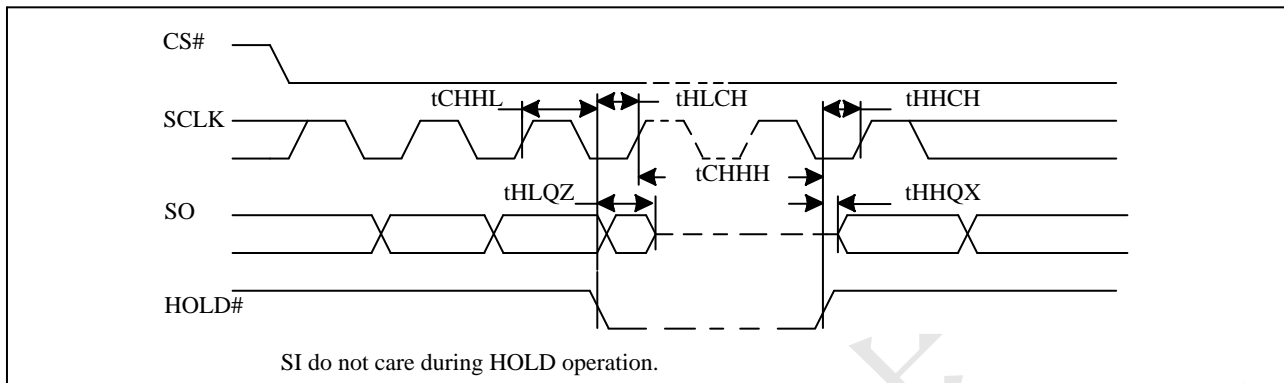 CS#
tCHHL
tHLCH
tHHCH
SCLK
tCHHH
tHLQZ
tHHQX
SO
HOLD#
SI do not care during HOLD operation.